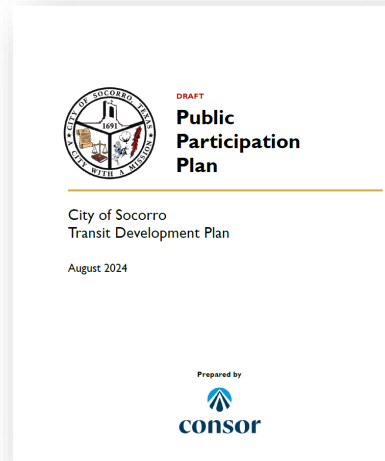 CITY OF SOCORRO, TEXAS
1691
A CITY WITH A MISSION
DRAFT
Public
Participation
Plan
City of Socorro
Transit Development Plan
August 2024
Prepared by
consor